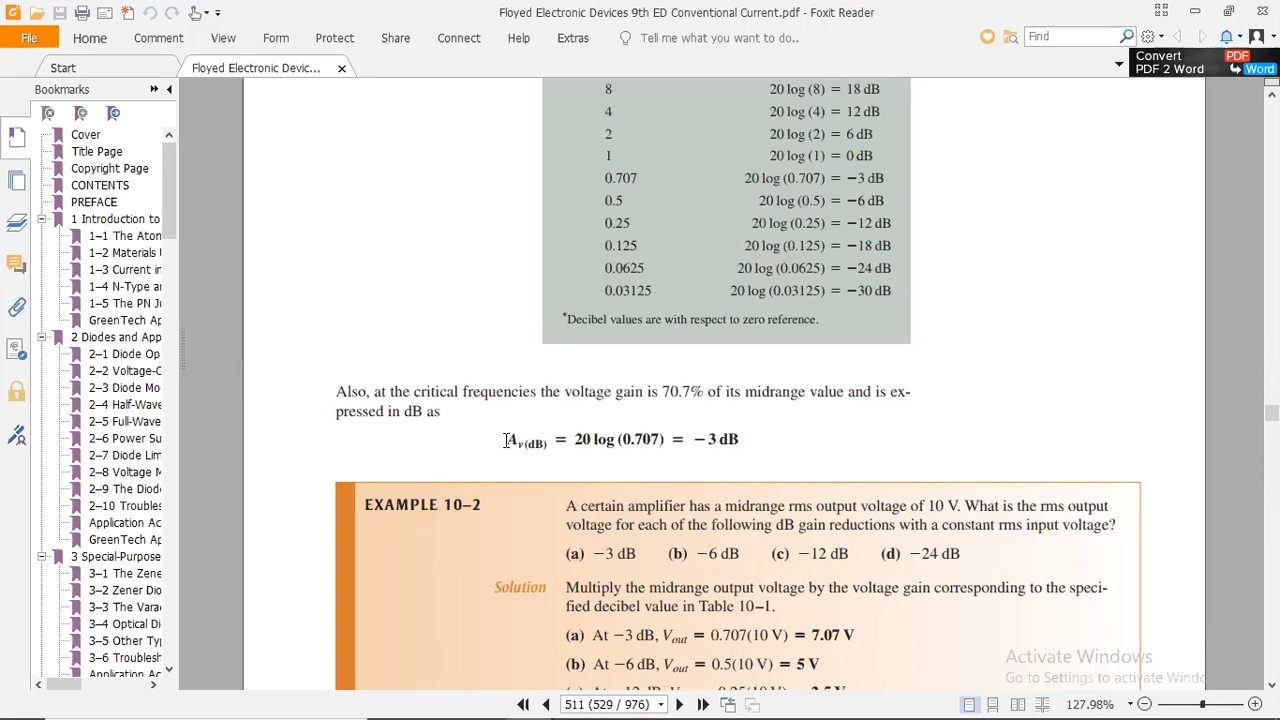 Floyed Electronic Devices 9th ED Conventional Current.pdf - Foxit Reader
File Home Comment View Form Protect Share Connect Help Extras Tell me what you want to do.. Find
Start Floyed Electronic Devic... Convert PDF
PDF 2 Word Word
Bookmarks
Cover
Title Page
Copyright Page
CONTENTS
PREFACE
1 Introduction to
1–1 The Aton
1–2 Materials
1–3 Current i
1–4 N-Type ar
1–5 The PN Ju
GreenTech Ap
2 Diodes and App
2–1 Diode Op
2–2 Voltage-C
2–3 Diode Mo
2–4 Half-Wave
2–5 Full-Wave
2–6 Power Su
2–7 Diode Lim
2–8 Voltage M
2–9 The Diode
2–10 Troubles
Application Ac
GreenTech Ap
3 Special-Purpose
3–1 The Zener
3–2 Zener Dio
3–3 The Varac
3–4 Optical Di
3–5 Other Typ
3–6 Troublesh
Application Ac
8 20 log (8) = 18 dB
4 20 log (4) = 12 dB
2 20 log (2) = 6 dB
1 20 log (1) = 0 dB
0.707 20 log (0.707) = −3 dB
0.5 20 log (0.5) = −6 dB
0.25 20 log (0.25) = −12 dB
0.125 20 log (0.125) = −18 dB
0.0625 20 log (0.0625) = −24 dB
0.03125 20 log (0.03125) = −30 dB
*Decibel values are with respect to zero reference.
Also, at the critical frequencies the voltage gain is 70.7% of its midrange value and is ex-
pressed in dB as
Av(dB) = 20 log (0.707) = −3 dB
EXAMPLE 10–2 A certain amplifier has a midrange rms output voltage of 10 V. What is the rms output
voltage for each of the following dB gain reductions with a constant rms input voltage?
(a) −3 dB (b) −6 dB (c) −12 dB (d) −24 dB
Solution Multiply the midrange output voltage by the voltage gain corresponding to the speci-
fied decibel value in Table 10–1.
(a) At −3 dB, Vout = 0.707(10 V) = 7.07 V
(b) At −6 dB, Vout = 0.5(10 V) = 5 V
Activate Windows
Go to Settings to activate Windo
511 (529 / 976) 127.98%